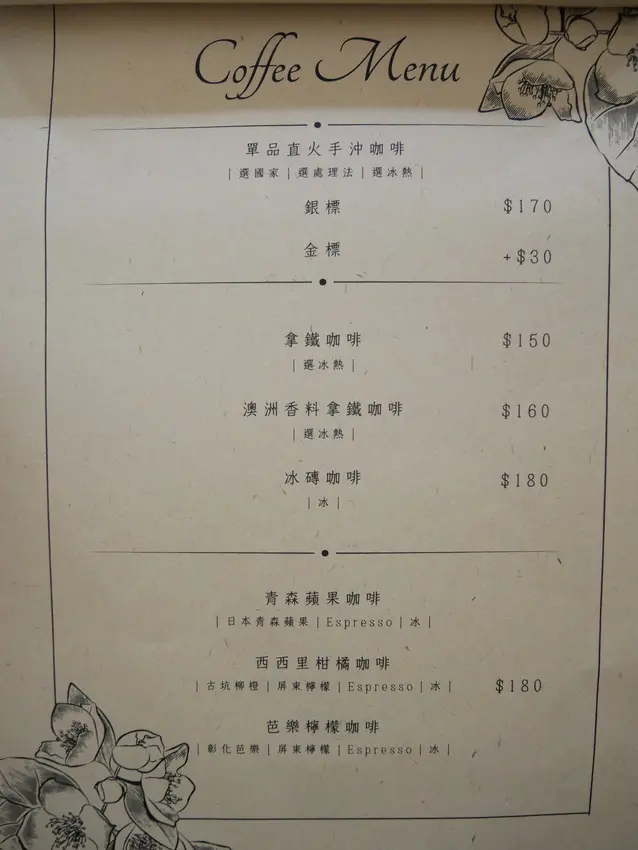 Coffee Menu
單品直火手沖咖啡
|選國家|選處理法|選冰熱|
銀標 $170
金標 +$30
拿鐵咖啡 $150
|選冰熱|
澳洲香料拿鐵咖啡 $160
|選冰熱|
冰磚咖啡 $180
|冰|
青森蘋果咖啡
|日本青森蘋果|Espresso|冰|
西西里柑橘咖啡
|古坑柳橙|屏東檸檬|Espresso|冰| $180
芭樂檸檬咖啡
|彰化芭樂|屏東檸檬|Espresso|冰|